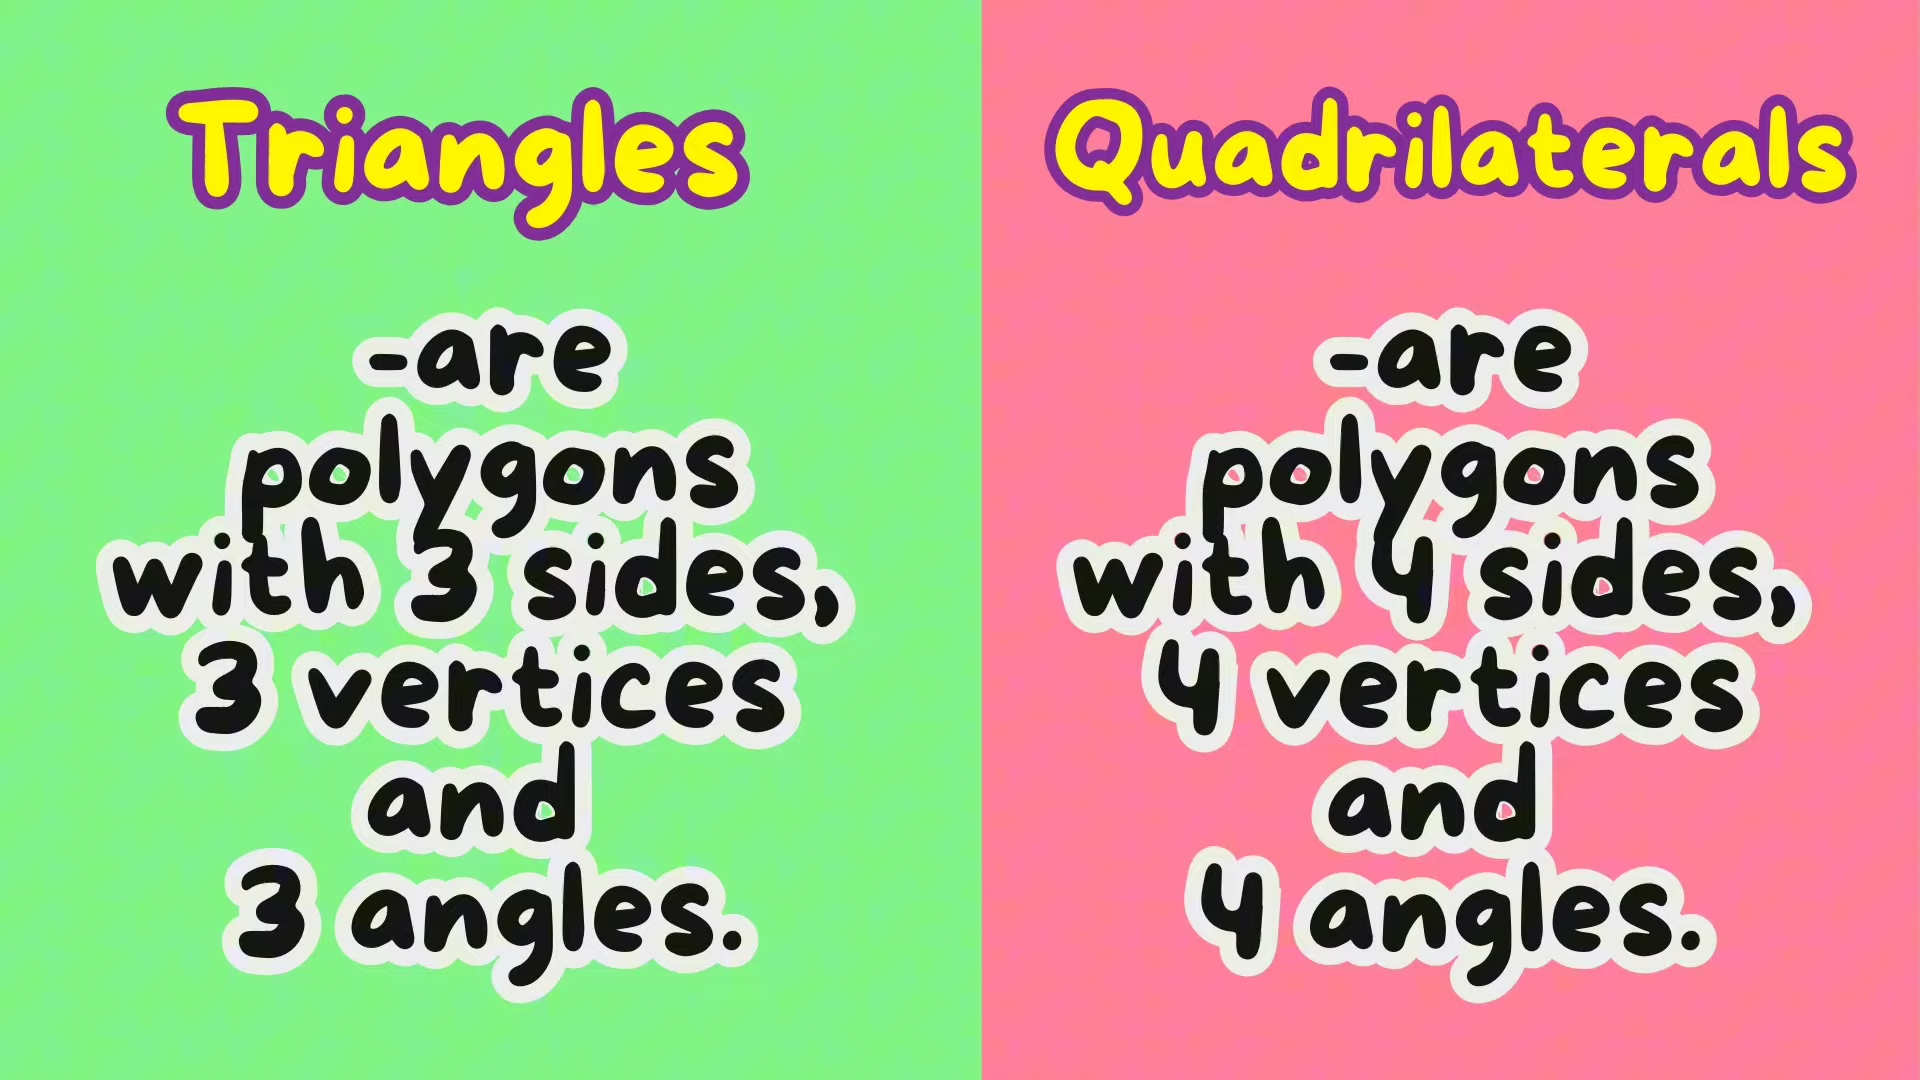 Triangles
-are
polygons
with 3 sides,
3 vertices
and
3 angles.
Quadrilaterals
-are
polygons
with 4 sides,
4 vertices
and
4 angles.